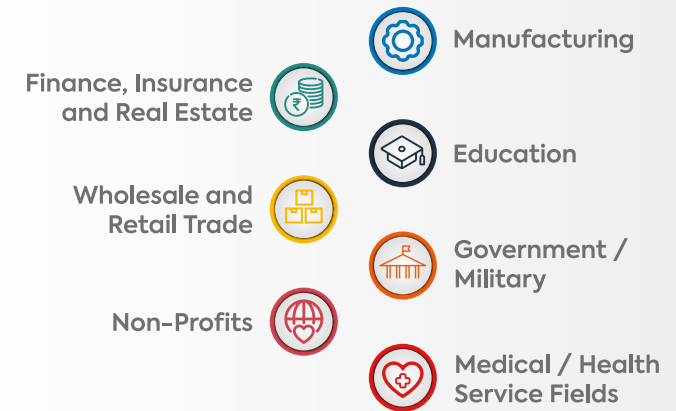 Manufacturing
Finance, Insurance
and Real Estate
Education
Wholesale and
Retail Trade
Government /
Military
Non-Profits
Medical / Health
Service Fields